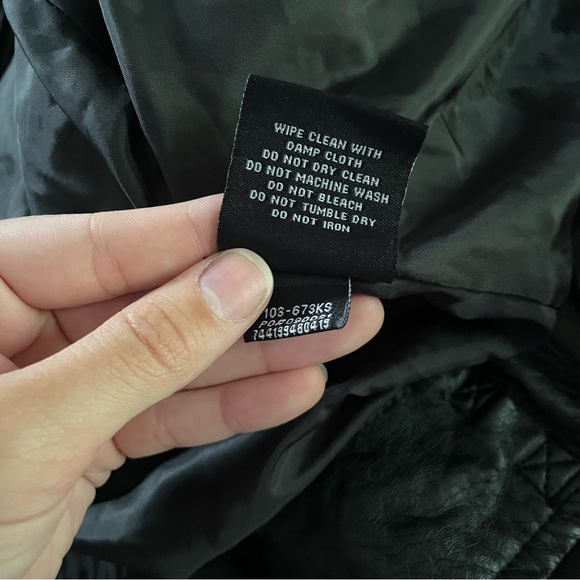 WIPE CLEAN WITH
DAMP CLOTH
DO NOT DRY CLEAN
DO NOT MACHINE WASH
DO NOT BLEACH
DO NOT TUMBLE DRY
DO NOT IRON
103-673KS
744199480419